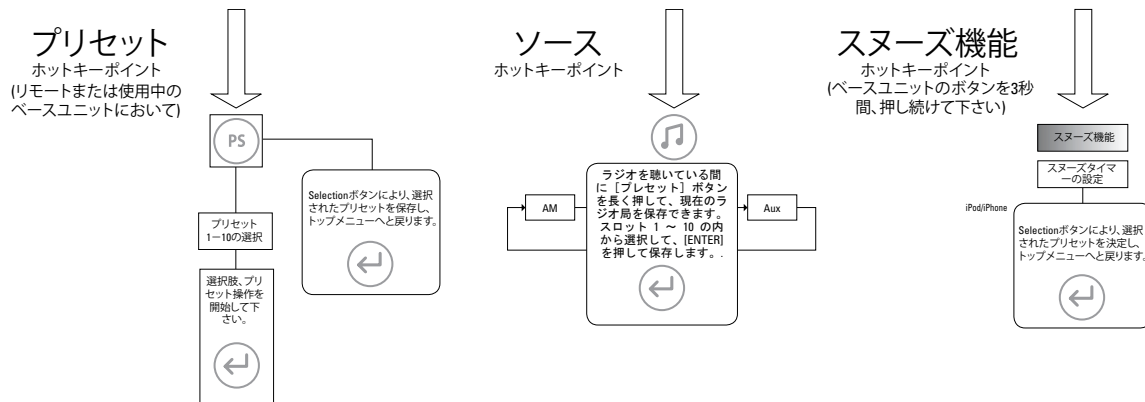 プリセット
ホットキーポイント
(リモートまたは使用中の
ベースユニットにおいて)
PS
Selectionボタンにより、選択
されたプリセットを保存し、
トップメニューへと戻ります。
プリセット
1－10の選択
選択肢、プリ
セット操作を
開始して下
さい。
ソース
ホットキーポイント
ラジオを聴いている間
に［プレセット］ボタン
を長く押して、現在のラ
ジオ局を保存できます。
スロット 1 ～ 10 の内
から選択して、[ENTER]
を押して保存します。.
AM
Aux
スヌーズ機能
ホットキーポイント
(ベースユニットのボタンを3秒
間、押し続けて下さい)
スヌーズ機能
スヌーズタイマ
ーの設定
iPod/iPhone
Selectionボタンにより、選択
されたプリセットを決定し、
トップメニューへと戻ります。